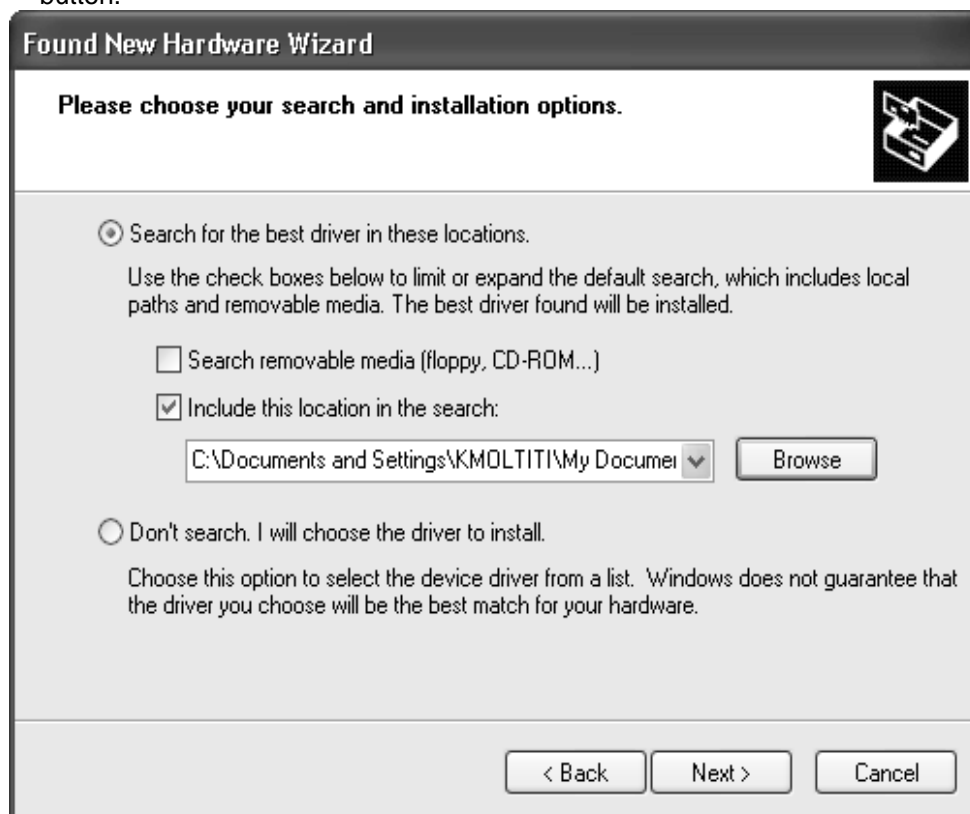 button.
Found New Hardware Wizard
Please choose your search and installation options.
Search for the best driver in these locations.
Use the check boxes below to limit or expand the default search, which includes local
paths and removable media. The best driver found will be installed.
Search removable media (floppy, CD-ROM...)
Include this location in the search:
C:\Documents and Settings\KMOLTITI\My Documei
Browse
Don't search. I will choose the driver to install.
Choose this option to select the device driver from a list.  Windows does not guarantee that
the driver you choose will be the best match for your hardware.
< Back
Next >
Cancel